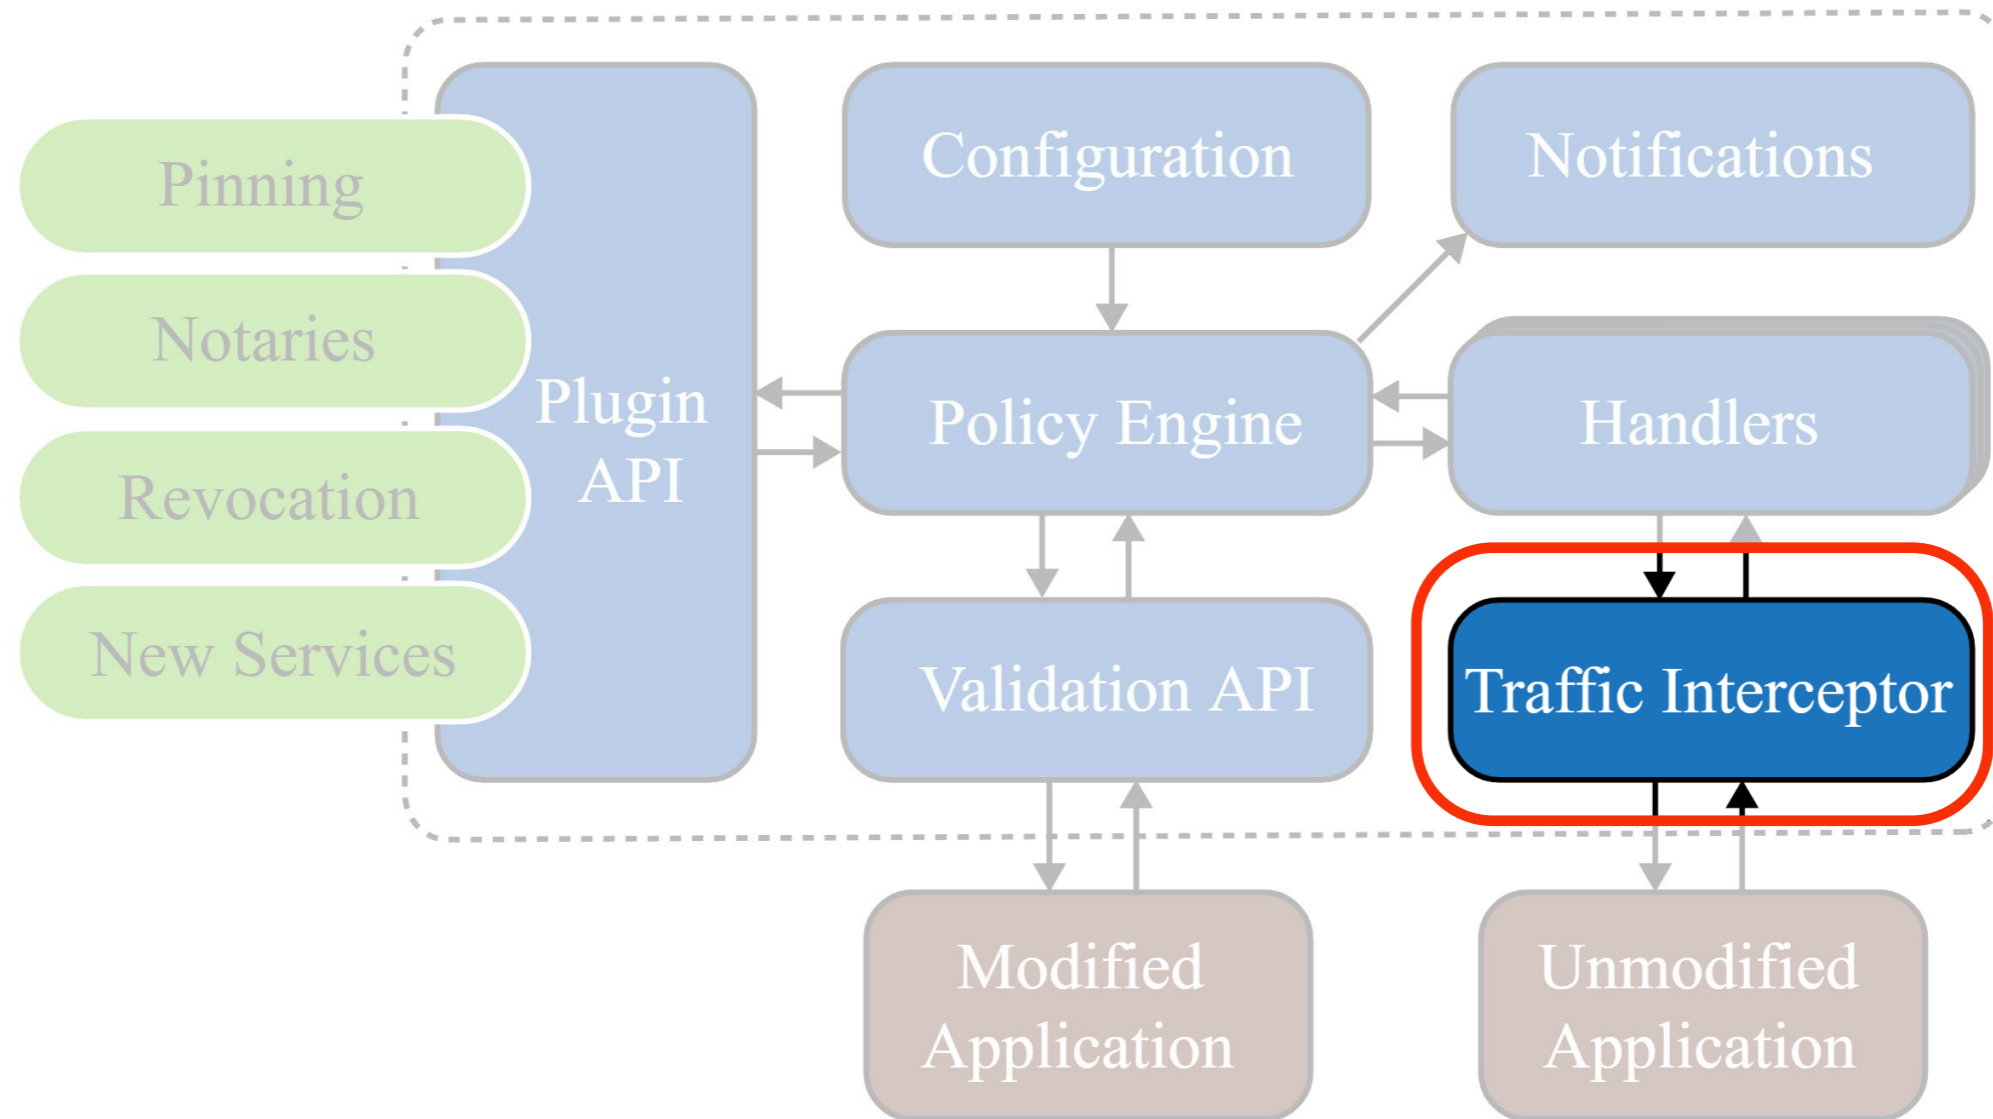 Pinning
Notaries
Revocation
New Services
Plugin
API
Configuration
Notifications
Policy Engine
Handlers
Validation API
Traffic Interceptor
Modified
Application
Unmodified
Application